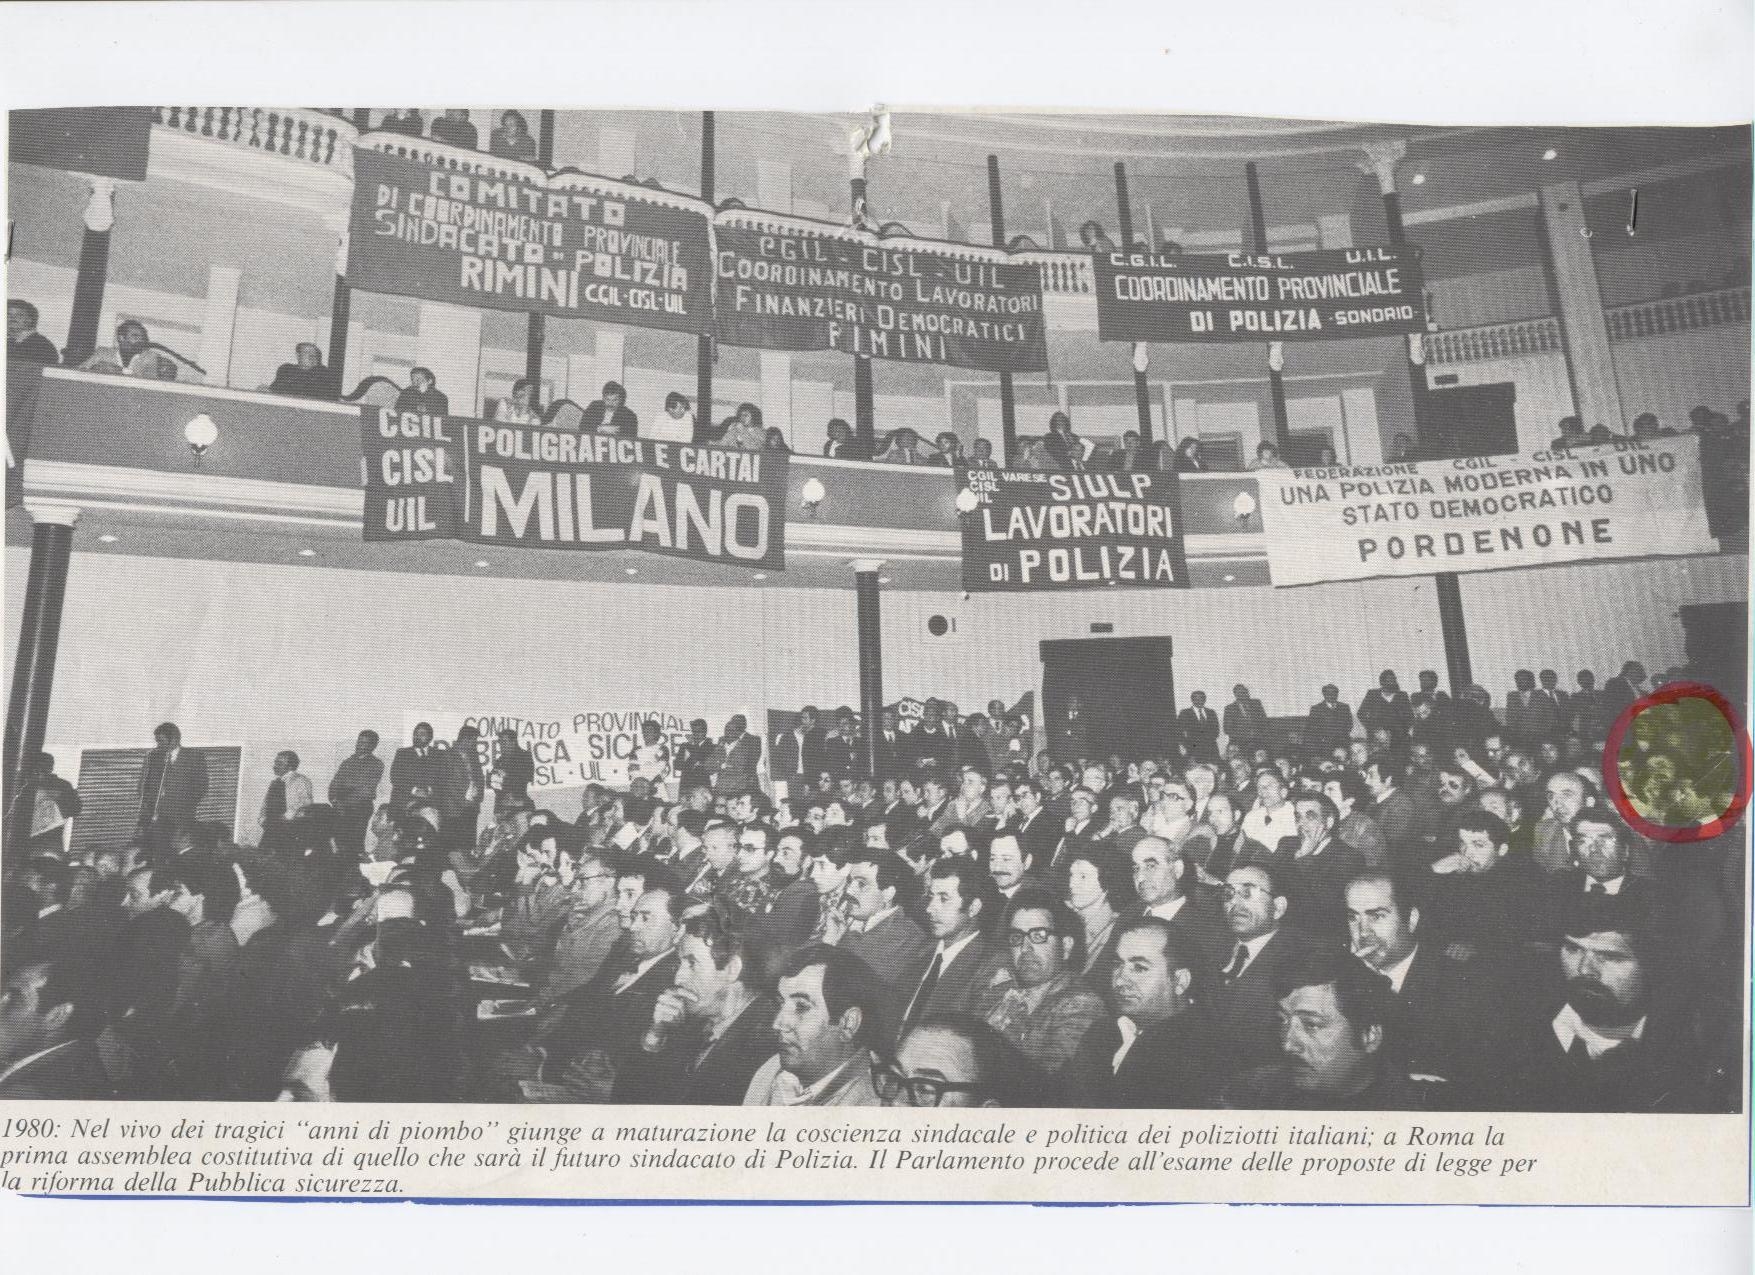 COMITATO
DI COORDINAMENTO PROVINCIALE
SINDACATO - POLIZIA
RIMINI CGIL-CISL-UIL
CGIL - CISL - UIL
COORDINAMENTO LAVORATORI
FINANZIERI DEMOCRATICI
RIMINI
C.G.I.L. C.I.S.L. U.I.L.
COORDINAMENTO PROVINCIALE
DI POLIZIA -SONDRIO-
CGIL
CISL
UIL
POLIGRAFICI E CARTAI
MILANO
CGIL
CISL
UIL
VARESE SIULP
LAVORATORI
DI POLIZIA
FEDERAZIONE CGIL - CISL - UIL
UNA POLIZIA MODERNA IN UNO
STATO DEMOCRATICO
PORDENONE
COMITATO PROVINCIAL
SL - UIL -
CISL
1980: Nel vivo dei tragici “anni di piombo” giunge a maturazione la coscienza sindacale e politica dei poliziotti italiani; a Roma la
prima assemblea costitutiva di quello che sarà il futuro sindacato di Polizia. Il Parlamento procede all'esame delle proposte di legge per
la riforma della Pubblica sicurezza.